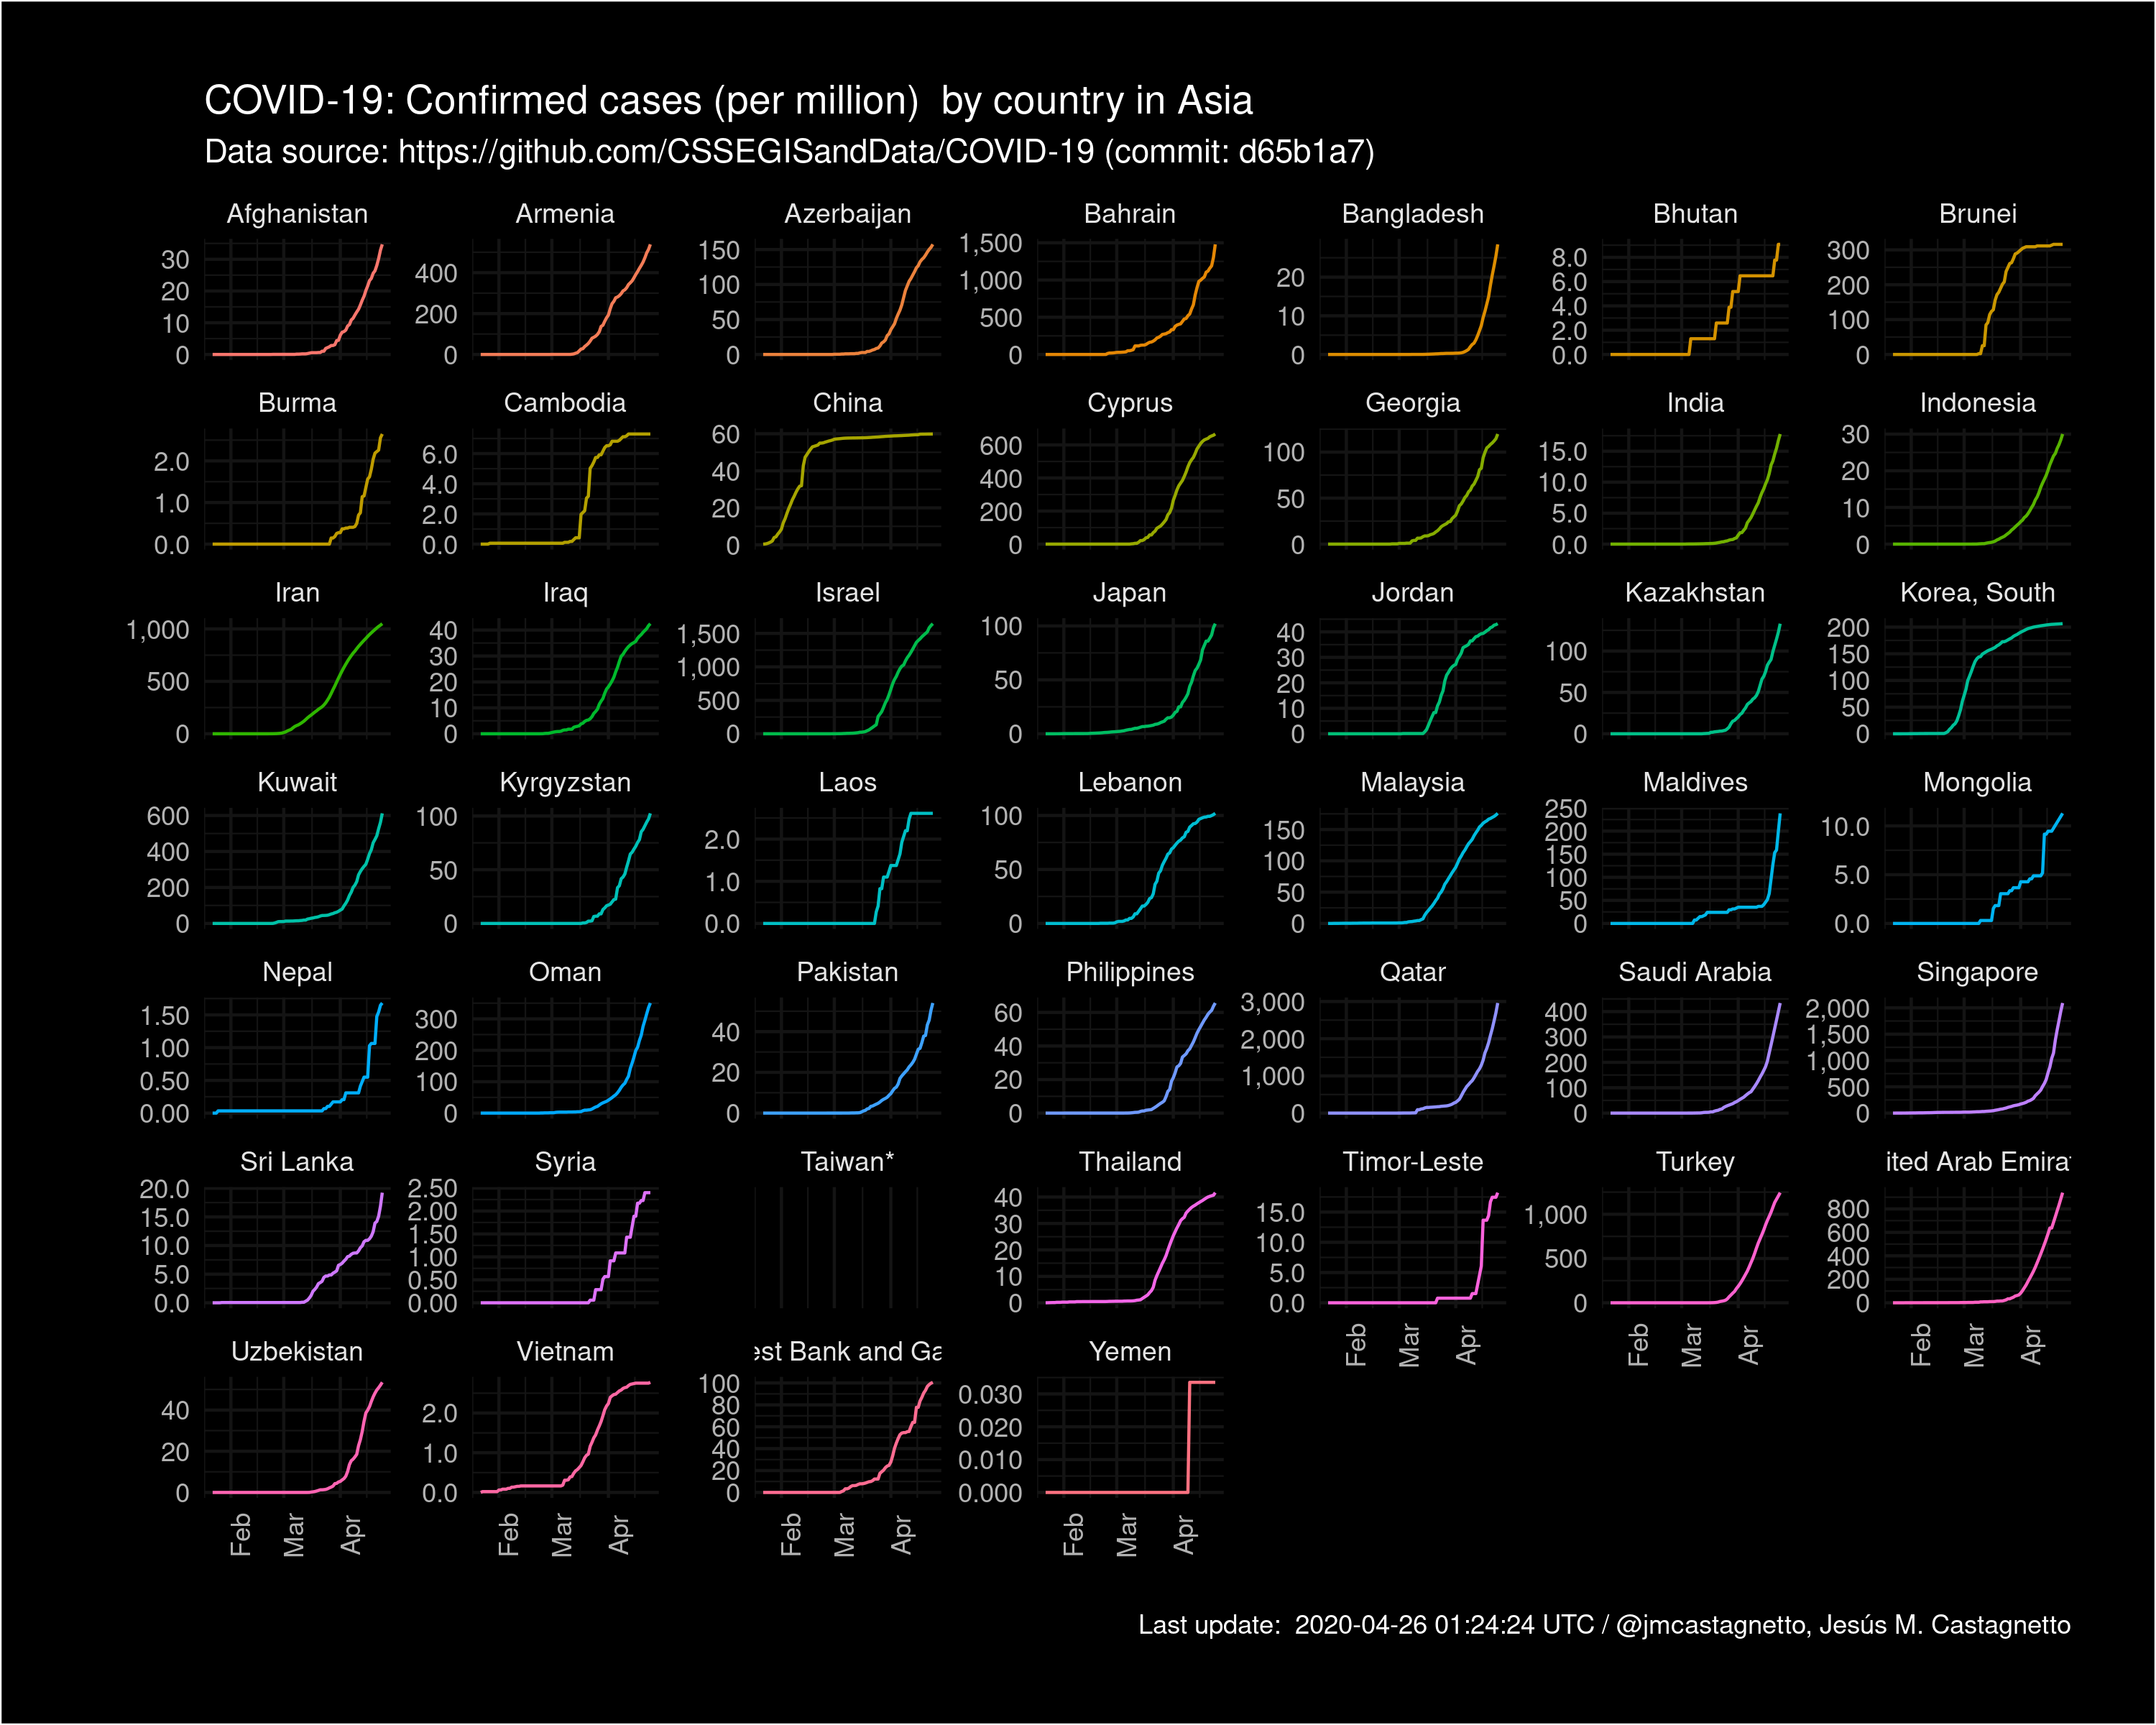 COVID-19: Confirmed cases (per million)  by country in Asia
Data source: https://github.com/CSSEGISandData/COVID-19 (commit: d65b1a7)
Afghanistan Armenia Azerbaijan Bahrain Bangladesh Bhutan Brunei
30 20 10 0
400 200 0
150 100 50 0
1,500 1,000 500 0
20 10 0
8.0 6.0 4.0 2.0 0.0
300 200 100 0
Burma Cambodia China Cyprus Georgia India Indonesia
2.0 1.0 0.0
6.0 4.0 2.0 0.0
60 40 20 0
600 400 200 0
100 50 0
15.0 10.0 5.0 0.0
30 20 10 0
Iran Iraq Israel Japan Jordan Kazakhstan Korea, South
1,000 500 0
40 30 20 10 0
1,500 1,000 500 0
100 50 0
40 30 20 10 0
100 50 0
200 150 100 50 0
Kuwait Kyrgyzstan Laos Lebanon Malaysia Maldives Mongolia
600 400 200 0
100 50 0
2.0 1.0 0.0
100 50 0
150 100 50 0
250 200 150 100 50 0
10.0 5.0 0.0
Nepal Oman Pakistan Philippines Qatar Saudi Arabia Singapore
1.50 1.00 0.50 0.00
300 200 100 0
40 20 0
60 40 20 0
3,000 2,000 1,000 0
400 300 200 100 0
2,000 1,500 1,000 500 0
Sri Lanka Syria Taiwan* Thailand Timor-Leste Turkey ited Arab Emirat
20.0 15.0 10.0 5.0 0.0
2.50 2.00 1.50 1.00 0.50 0.00
40 30 20 10 0
15.0 10.0 5.0 0.0
1,000 500 0
800 600 400 200 0
Feb Mar Apr Feb Mar Apr Feb Mar Apr
Uzbekistan Vietnam est Bank and Ga Yemen
40 20 0
2.0 1.0 0.0
100 80 60 40 20 0
0.030 0.020 0.010 0.000
Feb Mar Apr Feb Mar Apr Feb Mar Apr Feb Mar Apr
Last update:  2020-04-26 01:24:24 UTC / @jmcastagnetto, Jesús M. Castagnetto